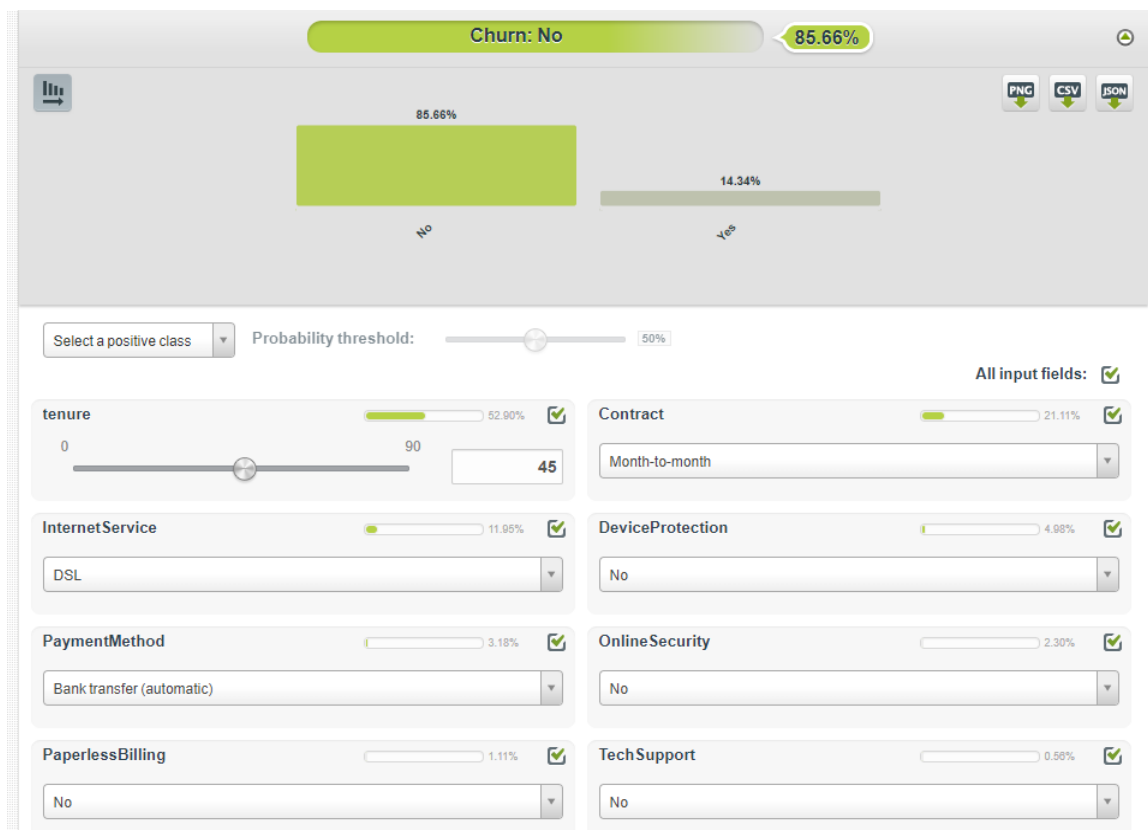 Churn: No 85.66%
PNG CSV JSON
85.66%
14.34%
No Yes
Select a positive class Probability threshold: 50%
All input fields:
tenure 52.90% Contract 21.11%
0 90
45 Month-to-month
InternetService 11.95% DeviceProtection 4.98%
DSL No
PaymentMethod 3.18% OnlineSecurity 2.30%
Bank transfer (automatic) No
PaperlessBilling 1.11% TechSupport 0.56%
No No